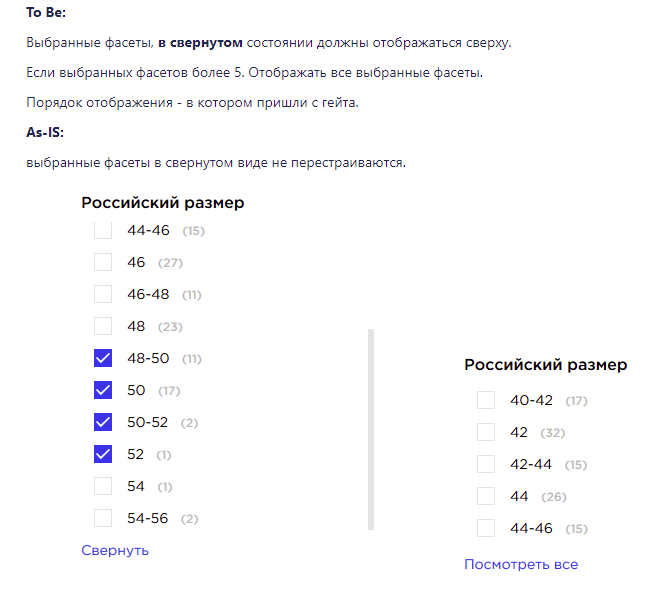 To Be:
Выбранные фасеты, в свернутом состоянии должны отображаться сверху.
Если выбранных фасетов более 5. Отображать все выбранные фасеты.
Порядок отображения - в котором пришли с гейта.
As-IS:
выбранные фасеты в свернутом виде не перестраиваются.
Российский размер
44-46 (15)
46 (27)
46-48 (11)
48 (23)
48-50 (11)
50 (17)
50-52 (2)
52 (1)
54 (1)
54-56 (2)
Свернуть
Российский размер
40-42 (17)
42 (32)
42-44 (15)
44 (26)
44-46 (15)
Посмотреть все